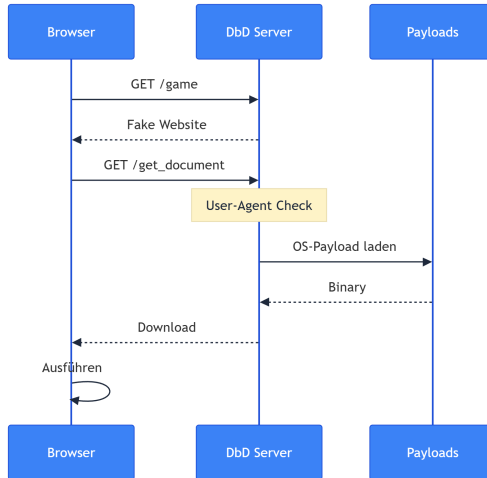 Browser
DbD Server
Payloads
GET /game
Fake Website
GET /get_document
User-Agent Check
OS-Payload laden
Binary
Download
Ausführen
Browser
DbD Server
Payloads